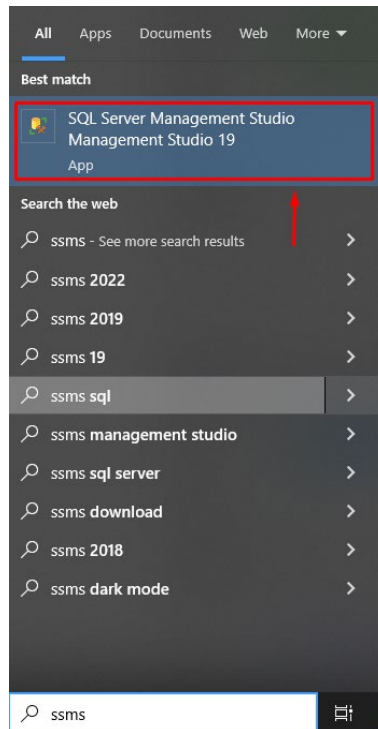 All Apps Documents Web More
Best match
SQL Server Management Studio
Management Studio 19
App
Search the web
ssms - See more search results
ssms 2022
ssms 2019
ssms 19
ssms sql
ssms management studio
ssms sql server
ssms download
ssms 2018
ssms dark mode
ssms